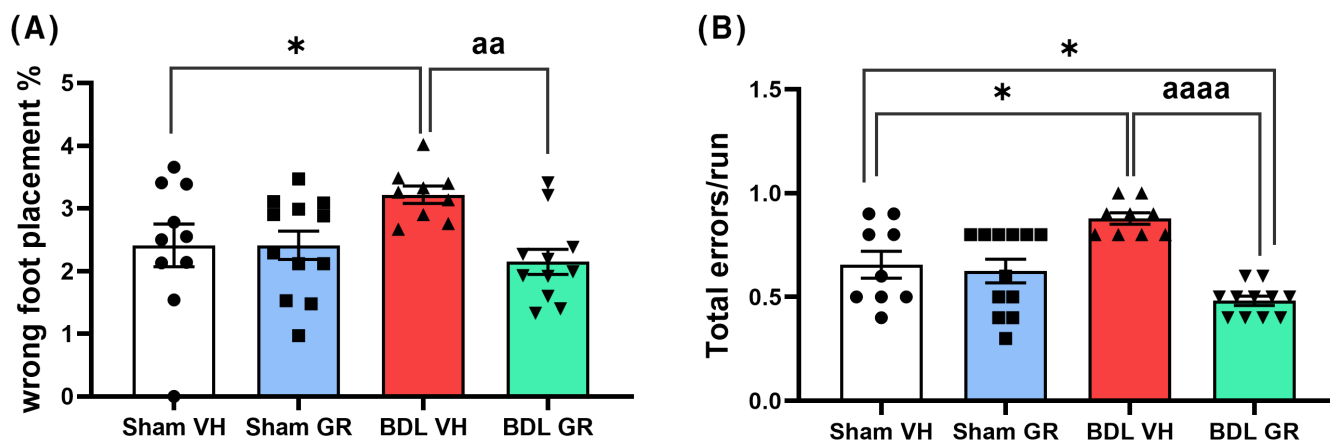 (A)
* aa
wrong foot placement %
5
4
3
2
1
0
Sham VH Sham GR BDL VH BDL GR
(B)
*
* aaaa
Total errors/run
1.5
1.0
0.5
0.0
Sham VH Sham GR BDL VH BDL GR